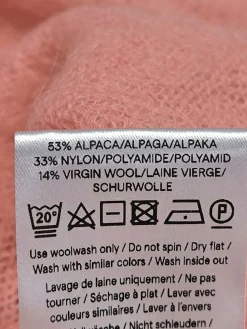 53% ALPACA/ALPAGA/ALPAKA
33% NYLON/POLYAMIDE/POLYAMID
14% VIRGIN WOOL/LAINE VIERGE/
SCHURWOLLE
20° P
Use woolwash only / Do not spin / Dry flat /
Wash with similar colors / Wash inside out
Lavage de laine uniquement / Ne pas
tourner / Séchage à plat / Laver avec
couleurs similaires / Laver à l'envers
Nicht schleudern /